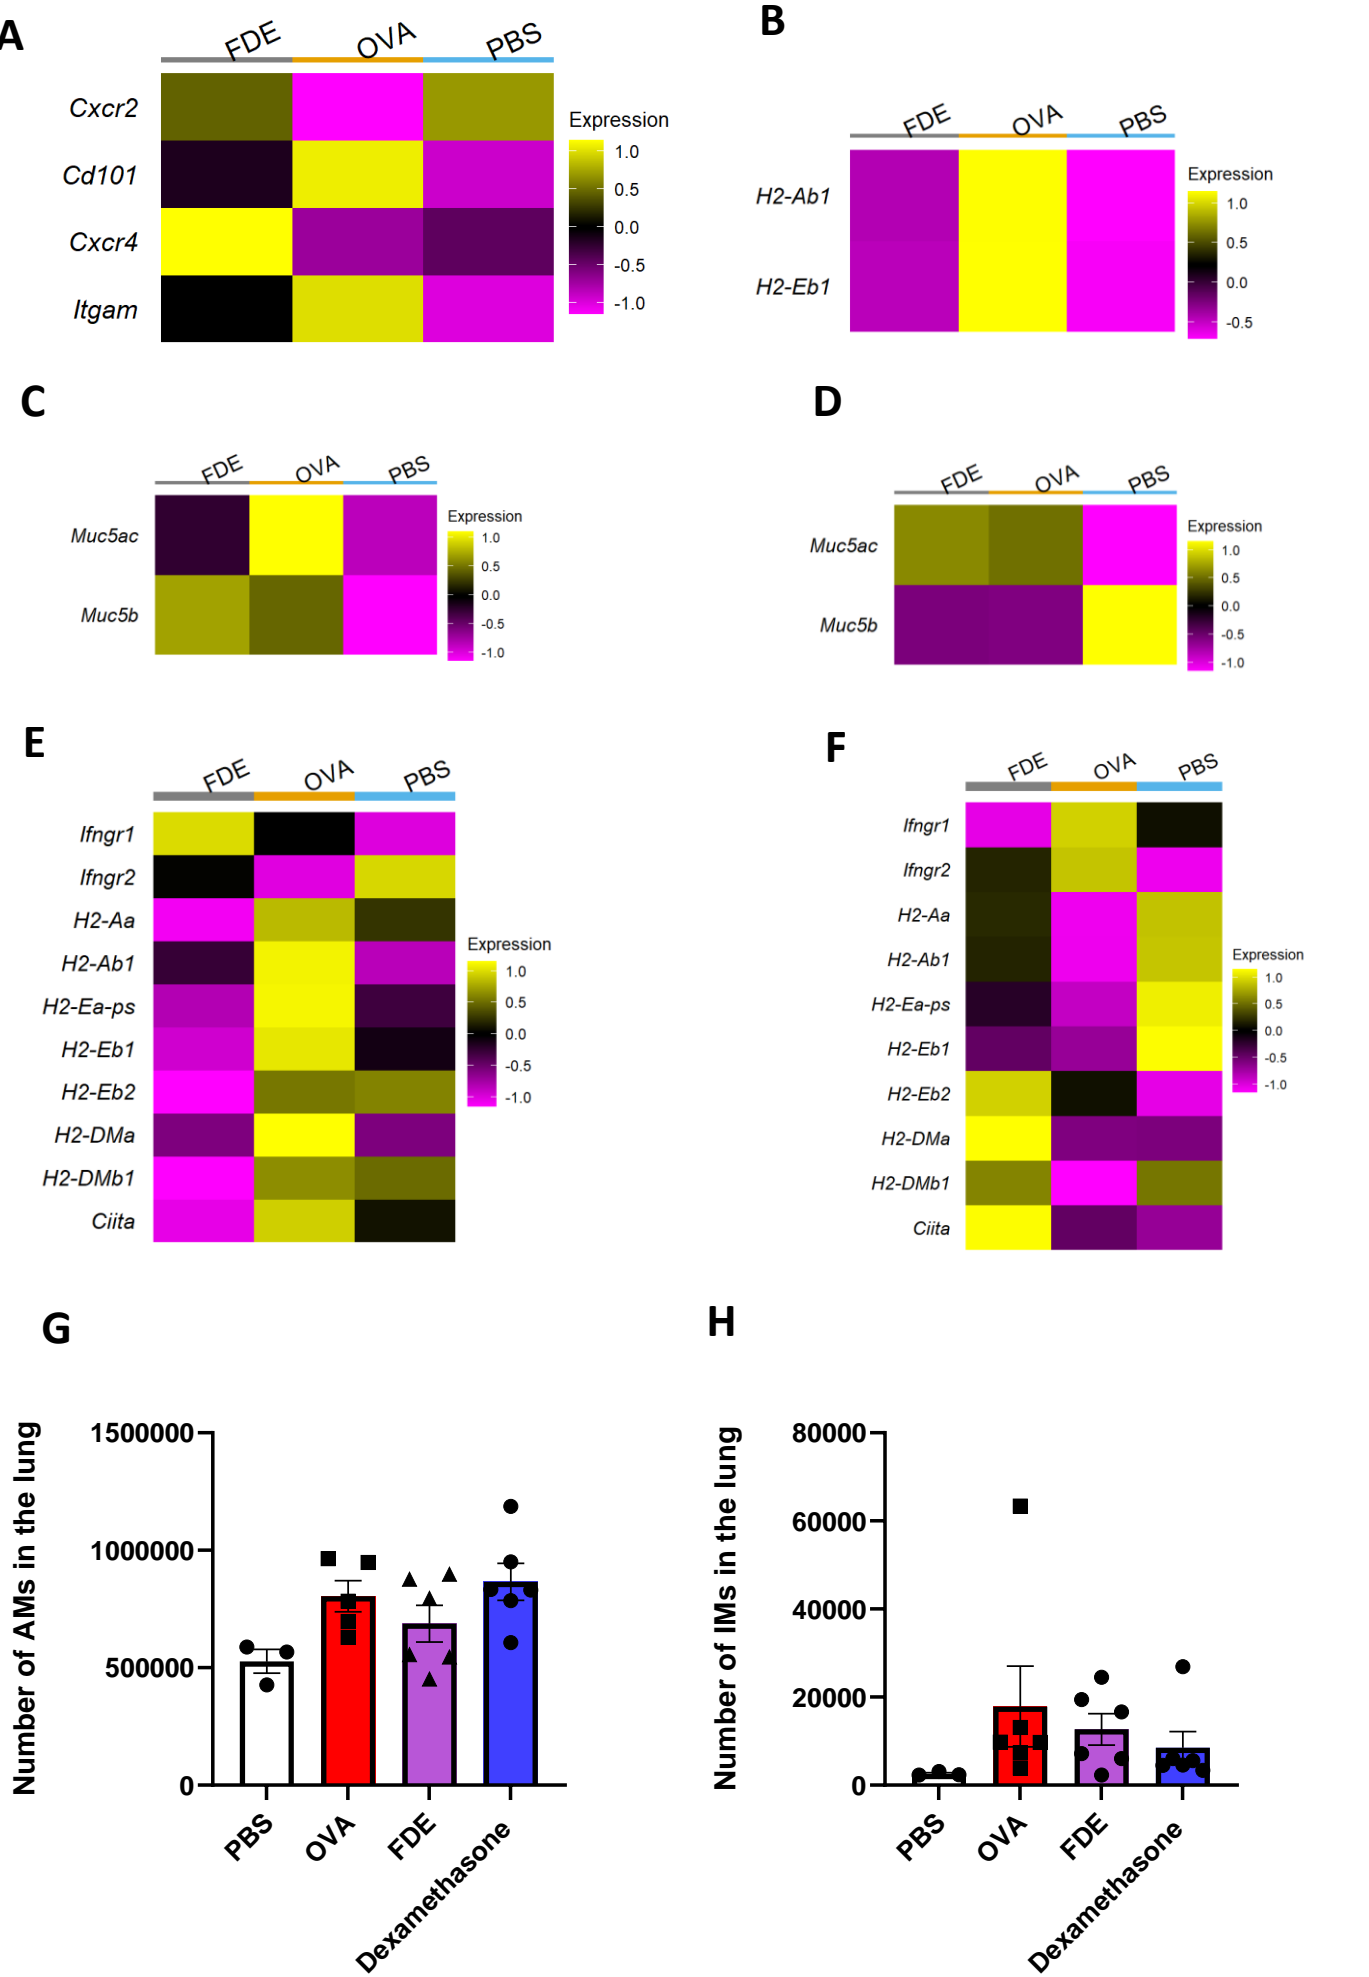 A
FDE OVA PBS
Cxcr2
Cd101
Cxcr4
Itgam
Expression
1.0
0.5
0.0
-0.5
-1.0
B
FDE OVA PBS
H2-Ab1
H2-Eb1
Expression
1.0
0.5
0.0
-0.5
C
FDE OVA PBS
Muc5ac
Muc5b
Expression
1.0
0.5
0.0
-0.5
-1.0
D
FDE OVA PBS
Muc5ac
Muc5b
Expression
1.0
0.5
0.0
-0.5
-1.0
E
FDE OVA PBS
Ifngr1
Ifngr2
H2-Aa
H2-Ab1
H2-Ea-ps
H2-Eb1
H2-Eb2
H2-DMa
H2-DMb1
Ciita
Expression
1.0
0.5
0.0
-0.5
-1.0
F
FDE OVA PBS
Ifngr1
Ifngr2
H2-Aa
H2-Ab1
H2-Ea-ps
H2-Eb1
H2-Eb2
H2-DMa
H2-DMb1
Ciita
Expression
1.0
0.5
0.0
-0.5
-1.0
G
Number of AMs in the lung
1500000
1000000
500000
0
PBS
OVA
FDE
Dexamethasone
H
Number of IMs in the lung
80000
60000
40000
20000
0
PBS
OVA
FDE
Dexamethasone